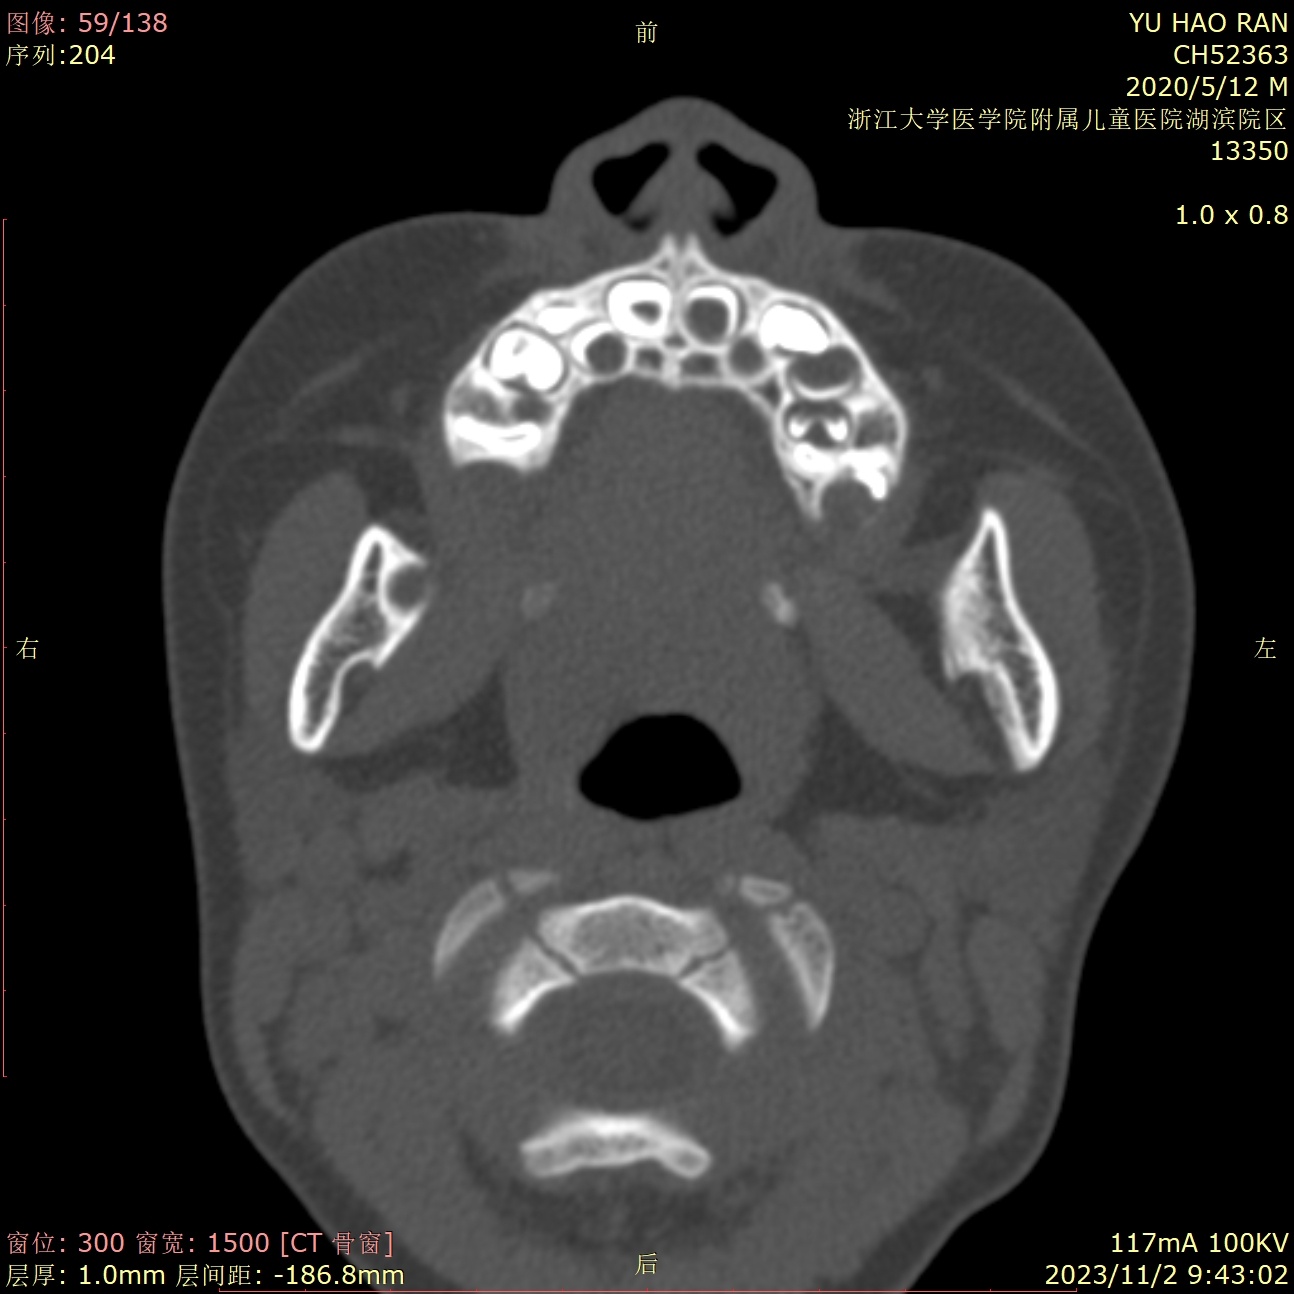 图像: 59/138
序列:204
前
YU HAO RAN
CH52363
2020/5/12 M
浙江大学医学院附属儿童医院湖滨院区
13350
1.0 x 0.8
右
左
窗位: 300 窗宽: 1500 [CT 骨窗]
层厚: 1.0mm 层间距: -186.8mm
后
117mA 100KV
2023/11/2 9:43:02